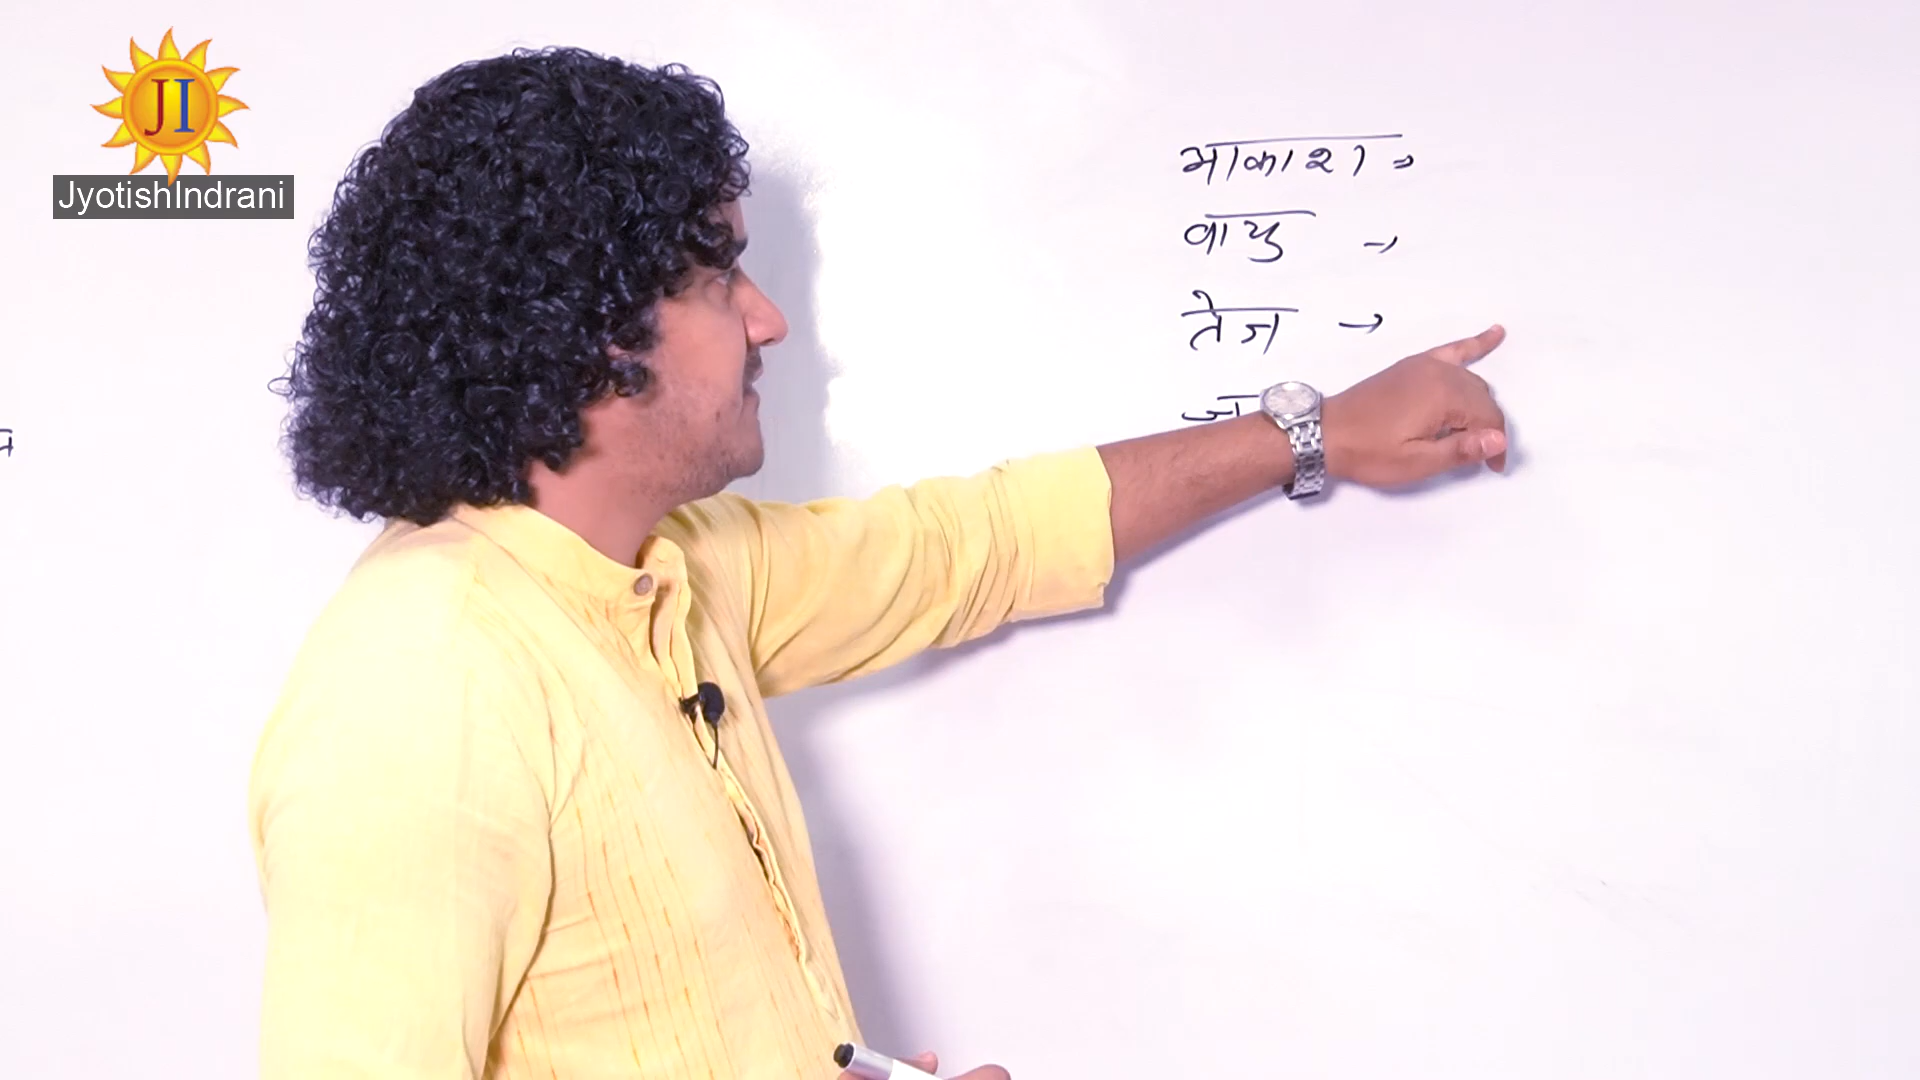 JI
JyotishIndrani
आकाश →
वायु →
तेज →